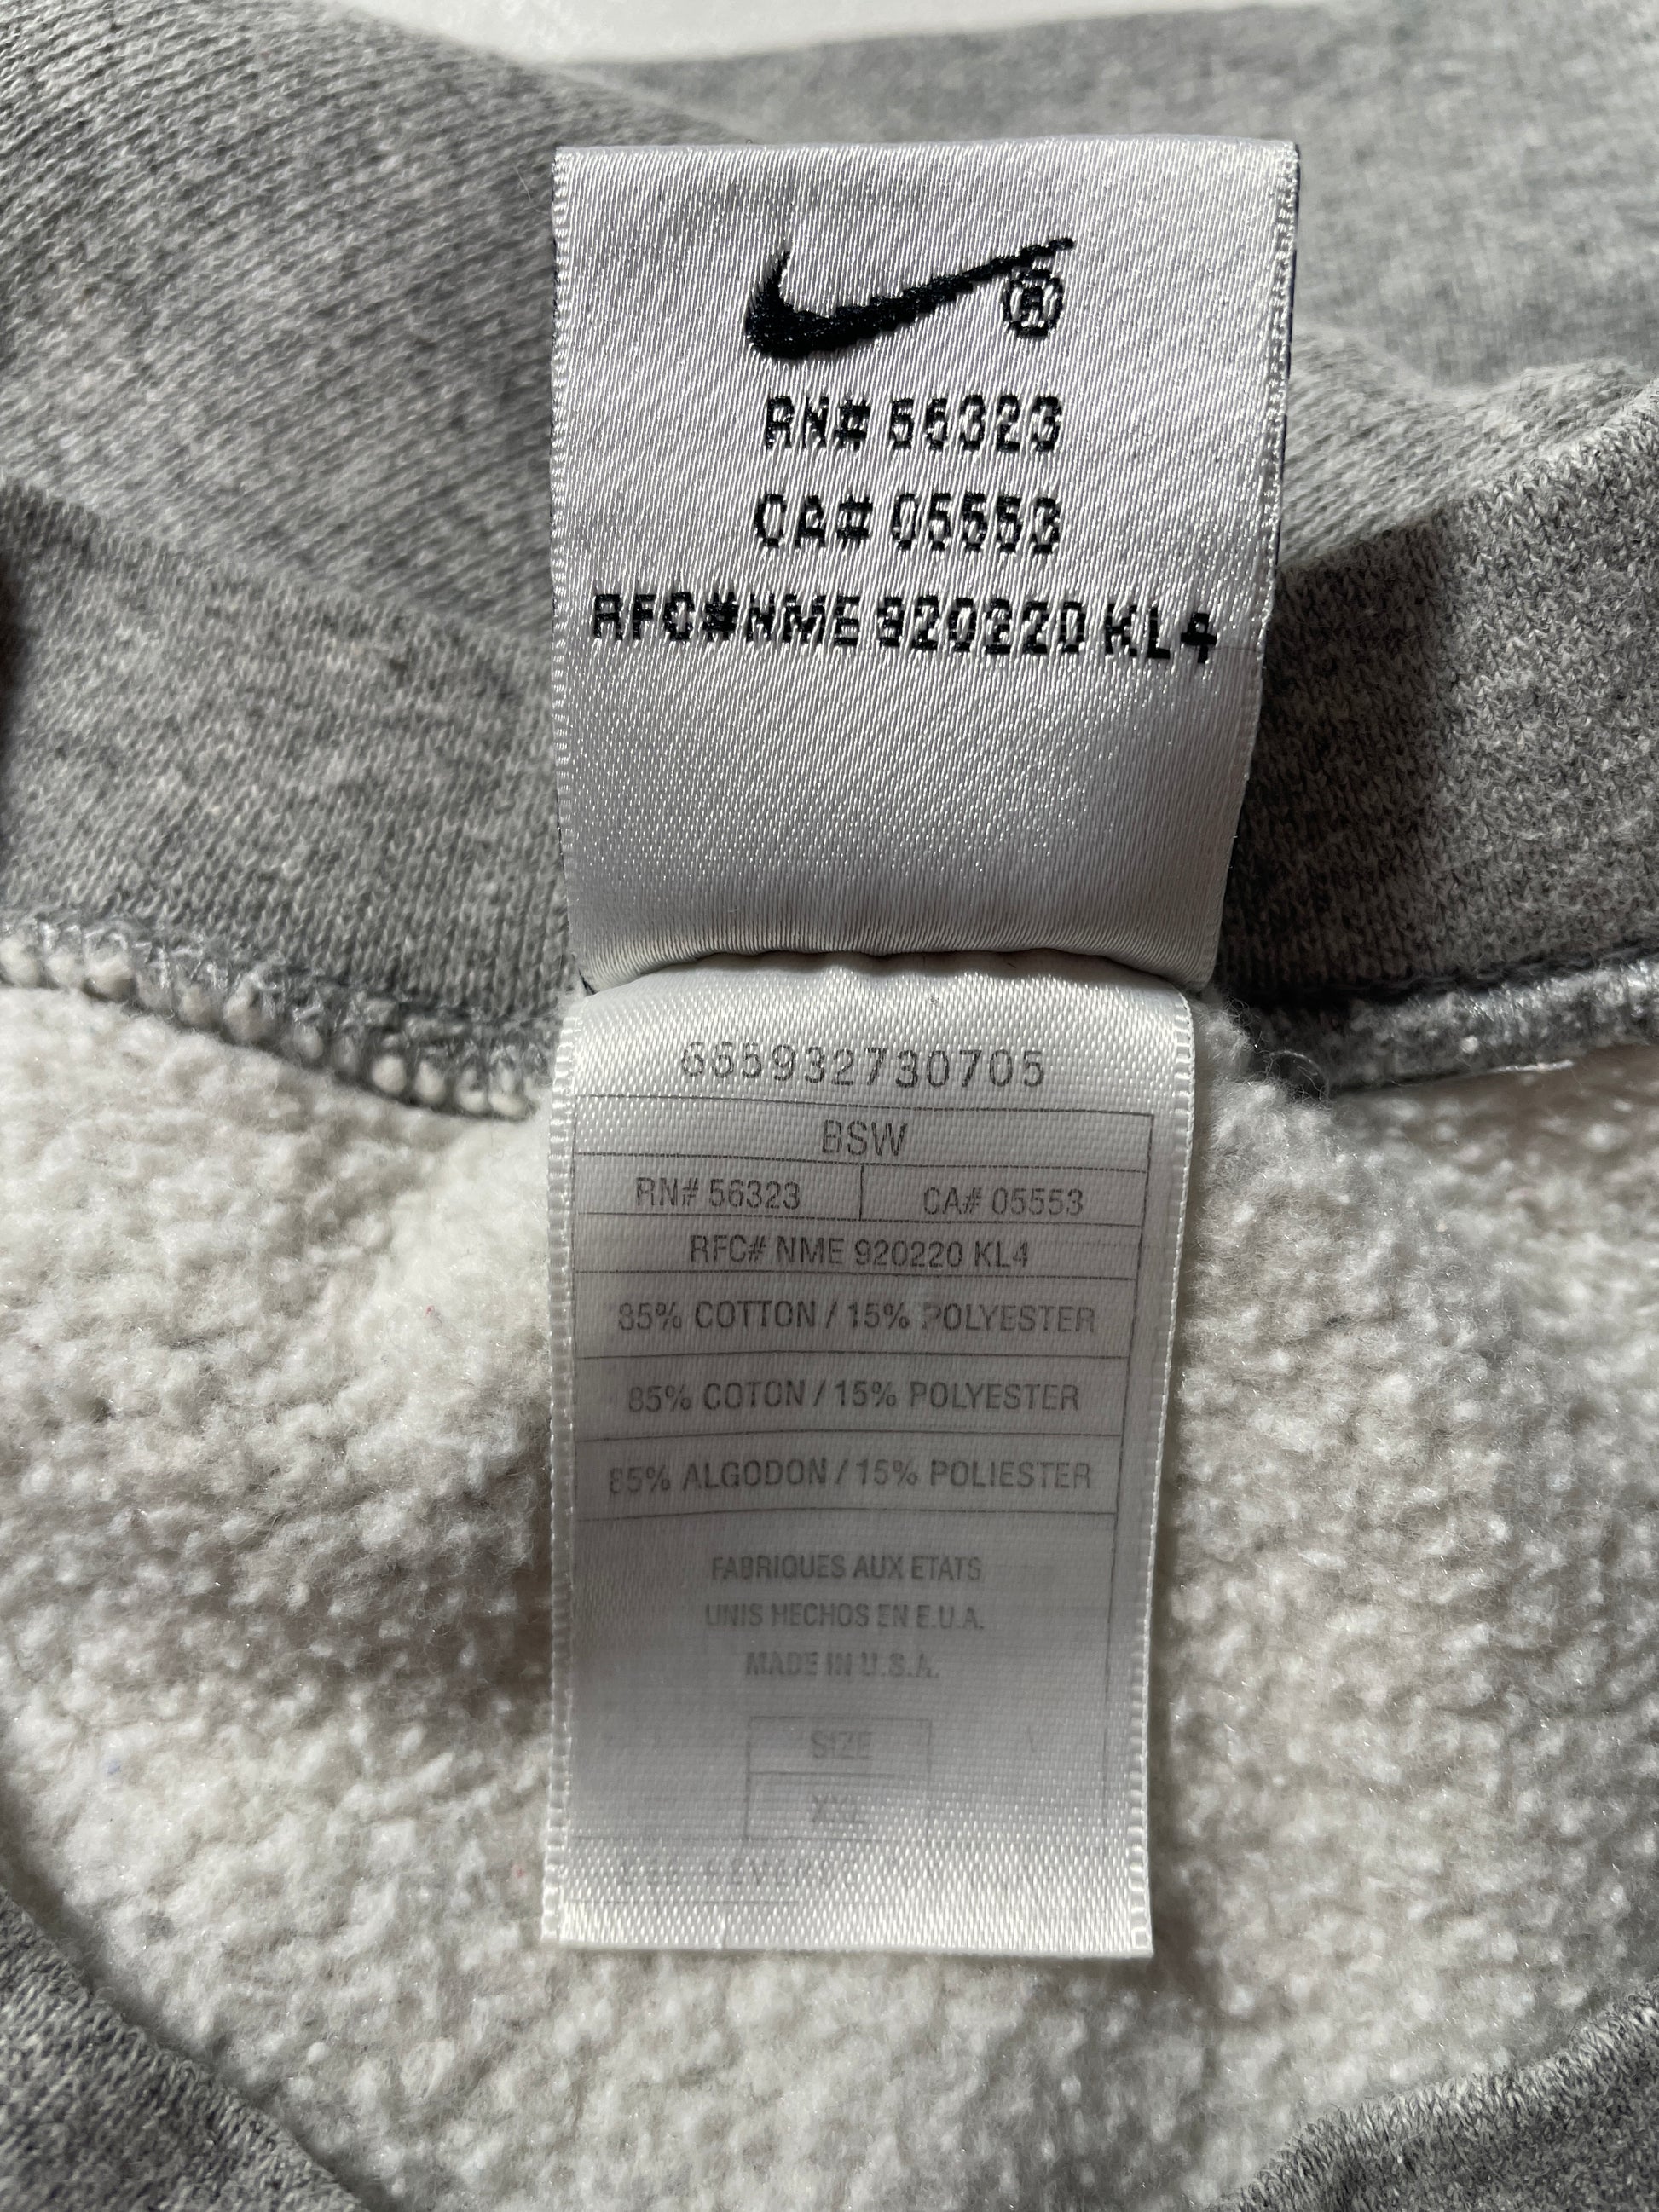 ®
RN# 56323
CA# 05553
RFC#NME 920220 KL4
665932730705
BSW
RN# 56323 CA# 05553
RFC# NME 920220 KL4
85% COTTON / 15% POLYESTER
85% COTON / 15% POLYESTER
85% ALGODON / 15% POLIESTER
FABRIQUES AUX ETATS
UNIS HECHOS EN E.U.A.
MADE IN U.S.A.
SIZE
XXL